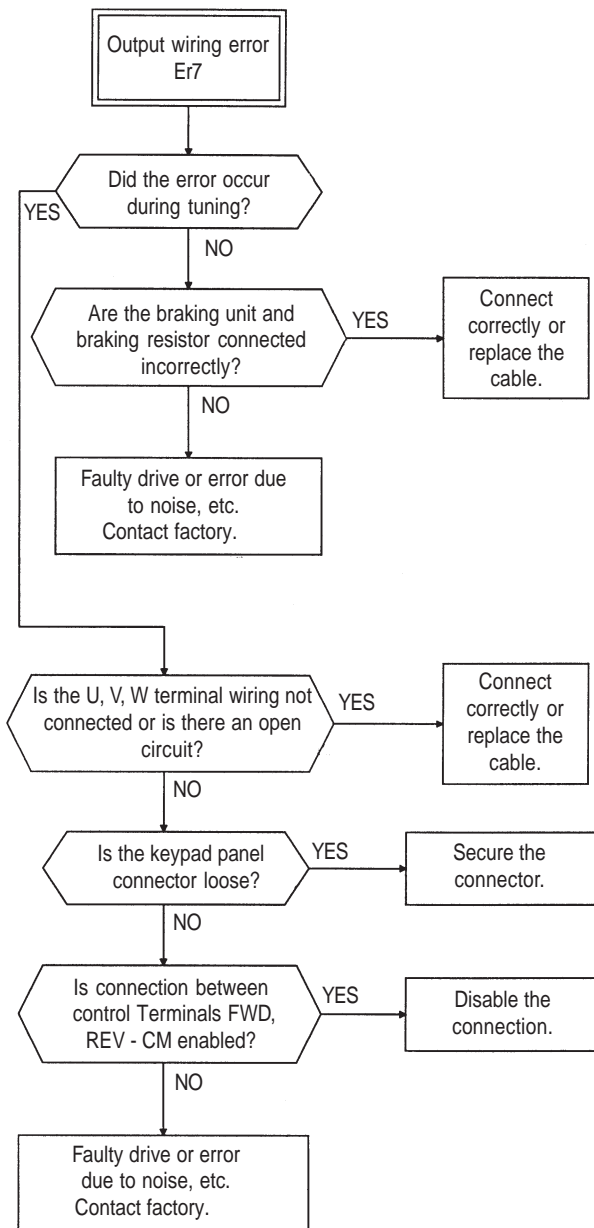 Output wiring error
Er7
Did the error occur
during tuning?
YES
NO
Are the braking unit and
braking resistor connected
incorrectly?
YES
Connect
correctly or
replace the
cable.
NO
Faulty drive or error due
to noise, etc.
Contact factory.
Is the U, V, W terminal wiring not
connected or is there an open
circuit?
YES
Connect
correctly or
replace the
cable.
NO
Is the keypad panel
connector loose?
YES
Secure the
connector.
NO
Is connection between
control Terminals FWD,
REV - CM enabled?
YES
Disable the
connection.
NO
Faulty drive or error
due to noise, etc.
Contact factory.